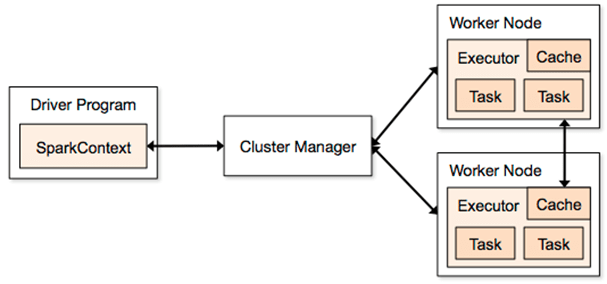 Driver Program
SparkContext
Cluster Manager
Worker Node
Executor
Cache
Task
Task
Worker Node
Executor
Cache
Task
Task